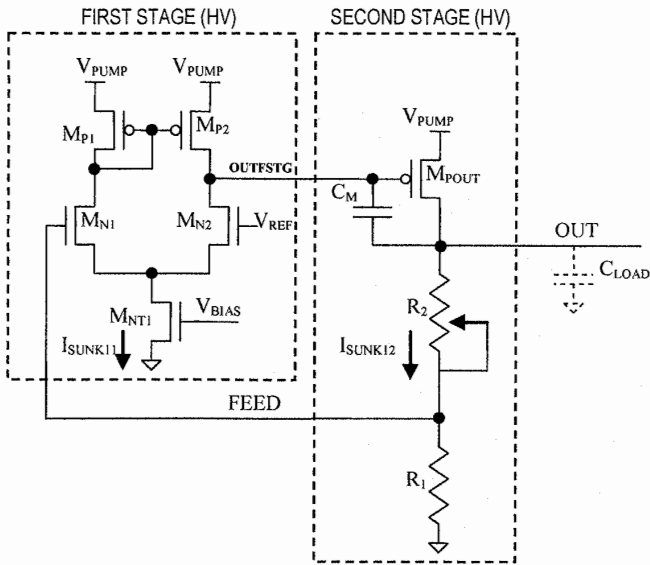 FIRST STAGE (HV)
SECOND STAGE (HV)
VPUMP
VPUMP
MP1
MP2
VPUMP
OUTFSTG
MPOUT
CM
MN1
MN2
VREF
OUT
CLOAD
R2
MNT1
VBIAS
ISUNK11
ISUNK12
FEED
R1